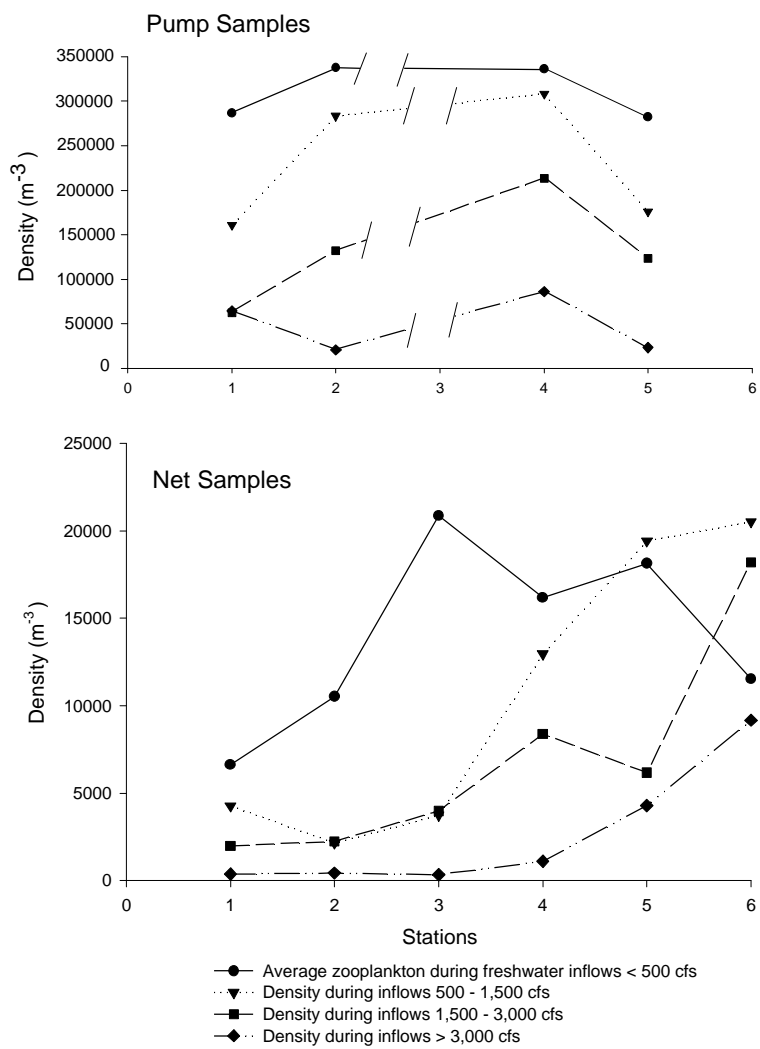 Pump Samples
350000
300000
250000
200000
150000
100000
50000
0
Density (m-3 )
0 1 2 3 4 5 6
Net Samples
25000
20000
15000
10000
5000
0
Density (m-3 )
0 1 2 3 4 5 6
Stations
Average zooplankton during freshwater inflows < 500 cfs
Density during inflows 500 - 1,500 cfs
Density during inflows 1,500 - 3,000 cfs
Density during inflows > 3,000 cfs